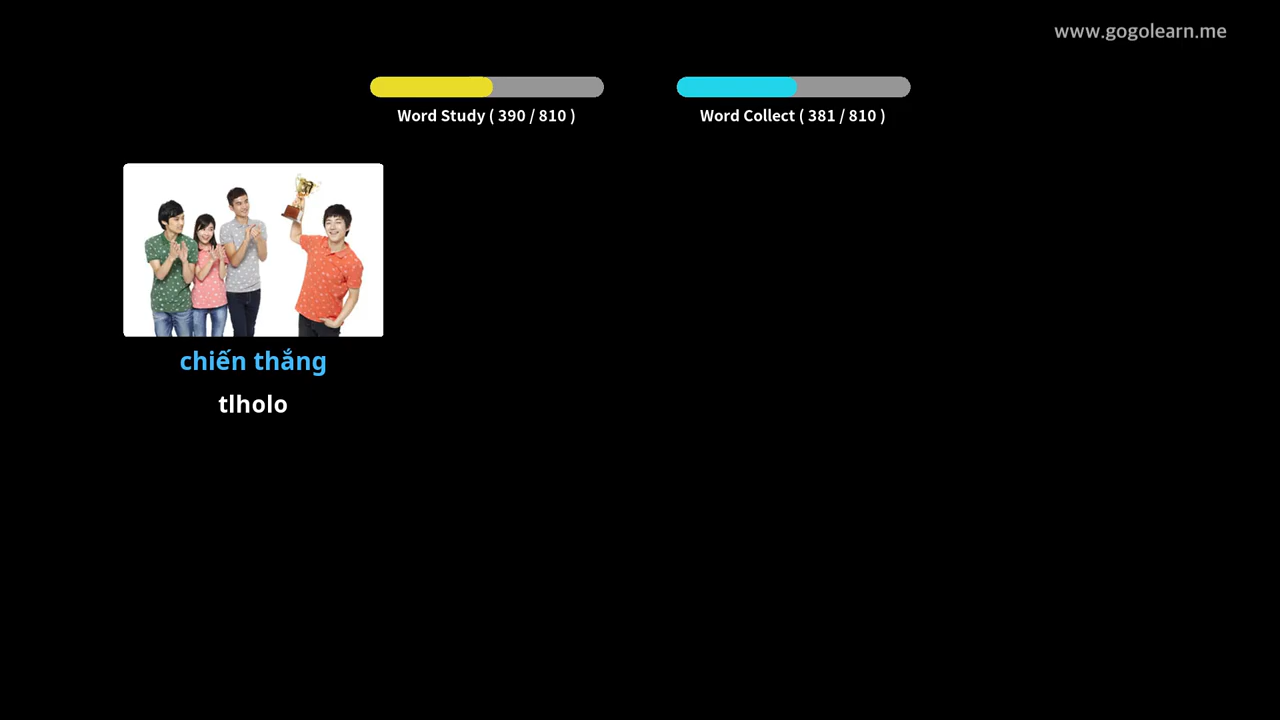 www.gogolearn.me
Word Study ( 390 / 810 )
Word Collect ( 381 / 810 )
chiến thắng
tlholo